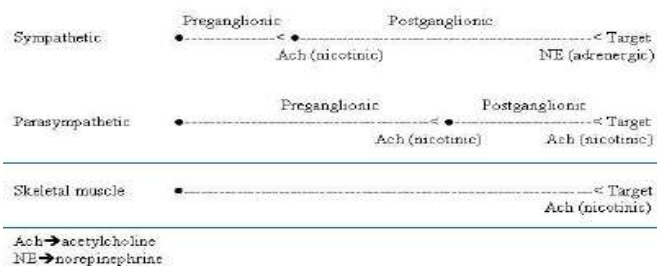 Preganglionic Postganglionic
Sympathetic Target
Ach (nicotinic) NE (adrenergic)
Preganglionic Postganglionic
Parasympathetic Target
Ach (nicotinic) Ach (nicotinic)
Skeletal muscle Target
Ach (nicotinic)
Ach→acetylcholine
NE→norepinephrine